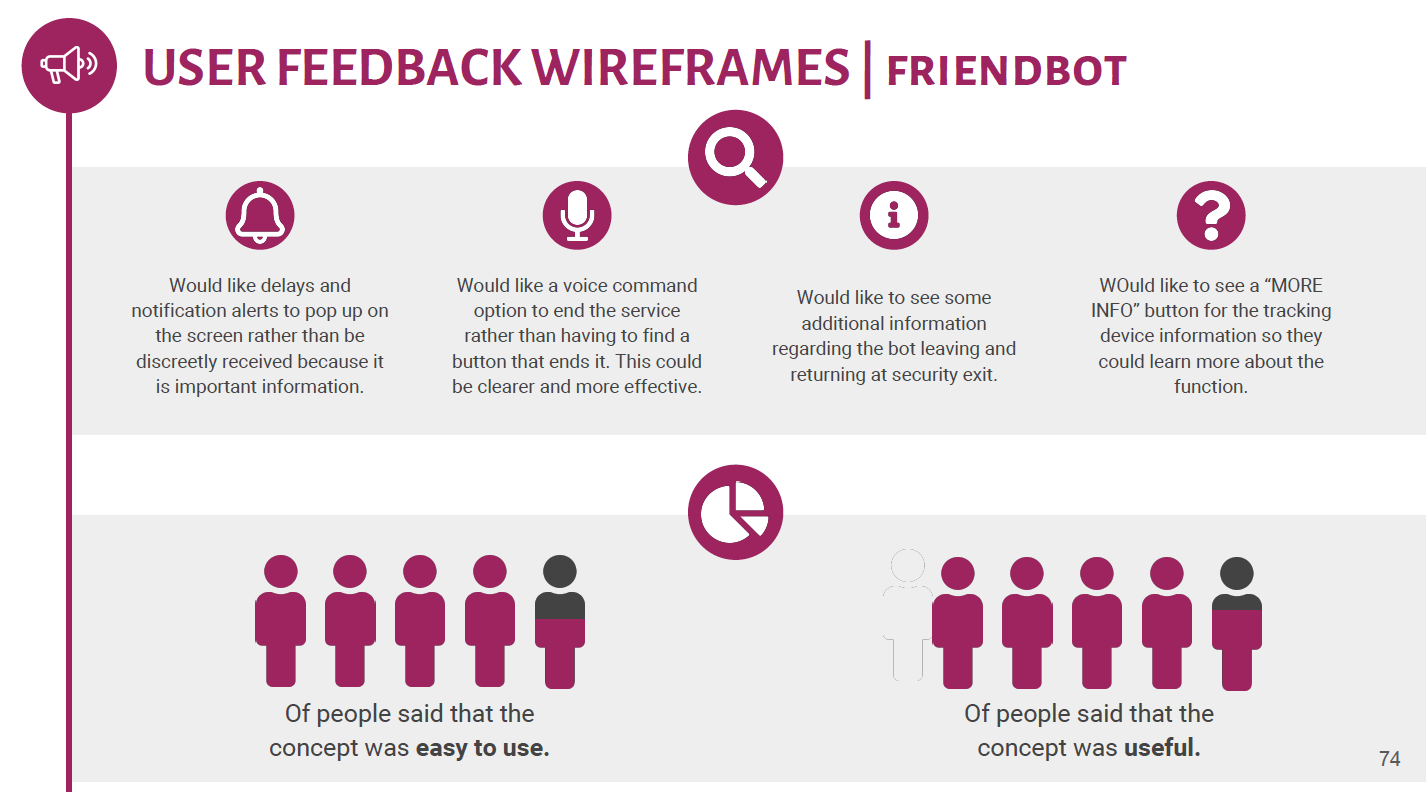 USER FEEDBACK WIREFRAMES | FRIENDBOT
Would like delays and
notification alerts to pop up on
the screen rather than be
discreetly received because it
is important information.
Would like a voice command
option to end the service
rather than having to find a
button that ends it. This could
be clearer and more effective.
Would like to see some
additional information
regarding the bot leaving and
returning at security exit.
WOuld like to see a “MORE
INFO” button for the tracking
device information so they
could learn more about the
function.
Of people said that the
concept was easy to use.
Of people said that the
concept was useful.
74